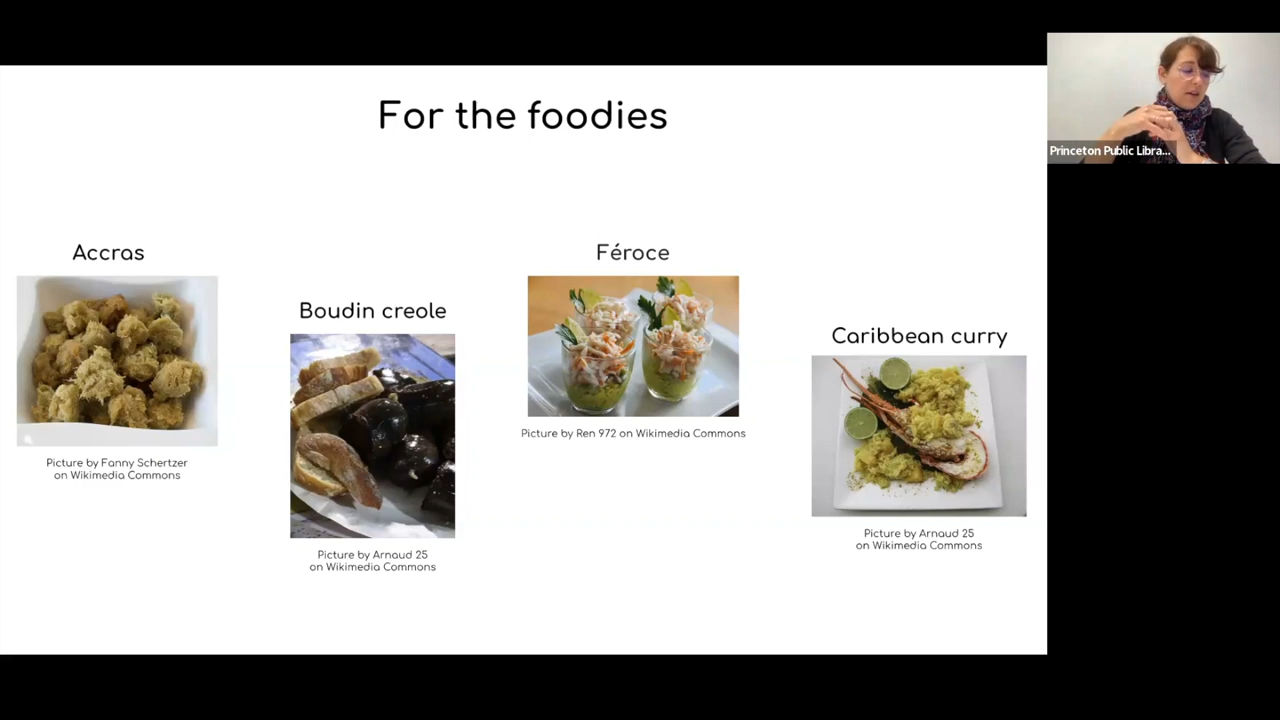 For the foodies
Princeton Public Libra...
Accras
Picture by Fanny Schertzer
on Wikimedia Commons
Boudin creole
Picture by Arnaud 25
on Wikimedia Commons
Féroce
Picture by Ren 972 on Wikimedia Commons
Caribbean curry
Picture by Arnaud 25
on Wikimedia Commons